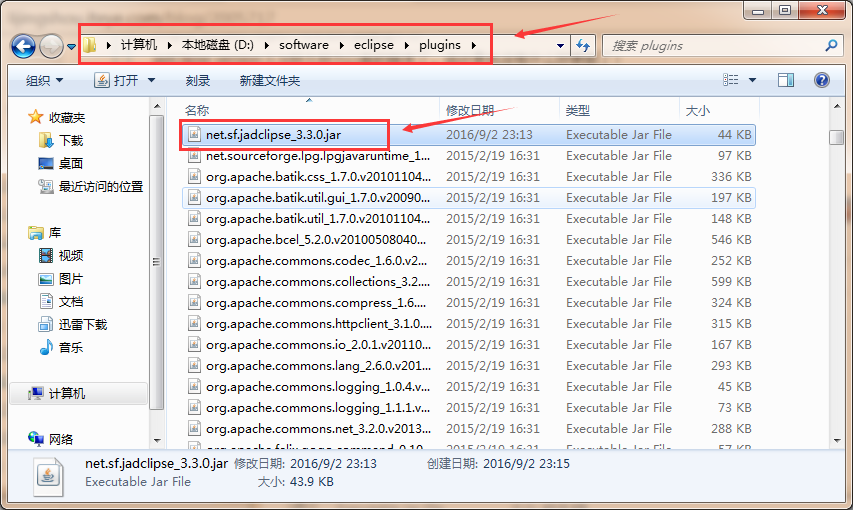 计算机 本地磁盘 (D:) software eclipse plugins 搜索 plugins
组织 打开 刻录 新建文件夹
名称 修改日期 类型 大小
收藏夹
下载
桌面
最近访问的位置
库
视频
图片
文档
迅雷下载
音乐
计算机
网络
net.sf.jadclipse_3.3.0.jar 2016/9/2 23:13 Executable Jar File 44 KB
net.sourceforge.lpg.lpgjavaruntime_1... 2015/2/19 16:31 Executable Jar File 97 KB
org.apache.batik.css_1.7.0.v20101104... 2015/2/19 16:31 Executable Jar File 336 KB
org.apache.batik.util.gui_1.7.0.v20090... 2015/2/19 16:31 Executable Jar File 197 KB
org.apache.batik.util_1.7.0.v20101104... 2015/2/19 16:31 Executable Jar File 148 KB
org.apache.bcel_5.2.0.v20100508040... 2015/2/19 16:31 Executable Jar File 546 KB
org.apache.commons.codec_1.6.0.v2... 2015/2/19 16:31 Executable Jar File 252 KB
org.apache.commons.collections_3.2... 2015/2/19 16:31 Executable Jar File 599 KB
org.apache.commons.compress_1.6.... 2015/2/19 16:31 Executable Jar File 324 KB
org.apache.commons.httpclient_3.1.0... 2015/2/19 16:31 Executable Jar File 315 KB
org.apache.commons.io_2.0.1.v20110... 2015/2/19 16:31 Executable Jar File 167 KB
org.apache.commons.lang_2.6.0.v201... 2015/2/19 16:31 Executable Jar File 293 KB
org.apache.commons.logging_1.0.4.v... 2015/2/19 16:31 Executable Jar File 45 KB
org.apache.commons.logging_1.1.1.v... 2015/2/19 16:31 Executable Jar File 73 KB
org.apache.commons.net_3.2.0.v2013... 2015/2/19 16:31 Executable Jar File 288 KB
net.sf.jadclipse_3.3.0.jar 修改日期: 2016/9/2 23:13 创建日期: 2016/9/2 23:15
Executable Jar File 大小: 43.9 KB